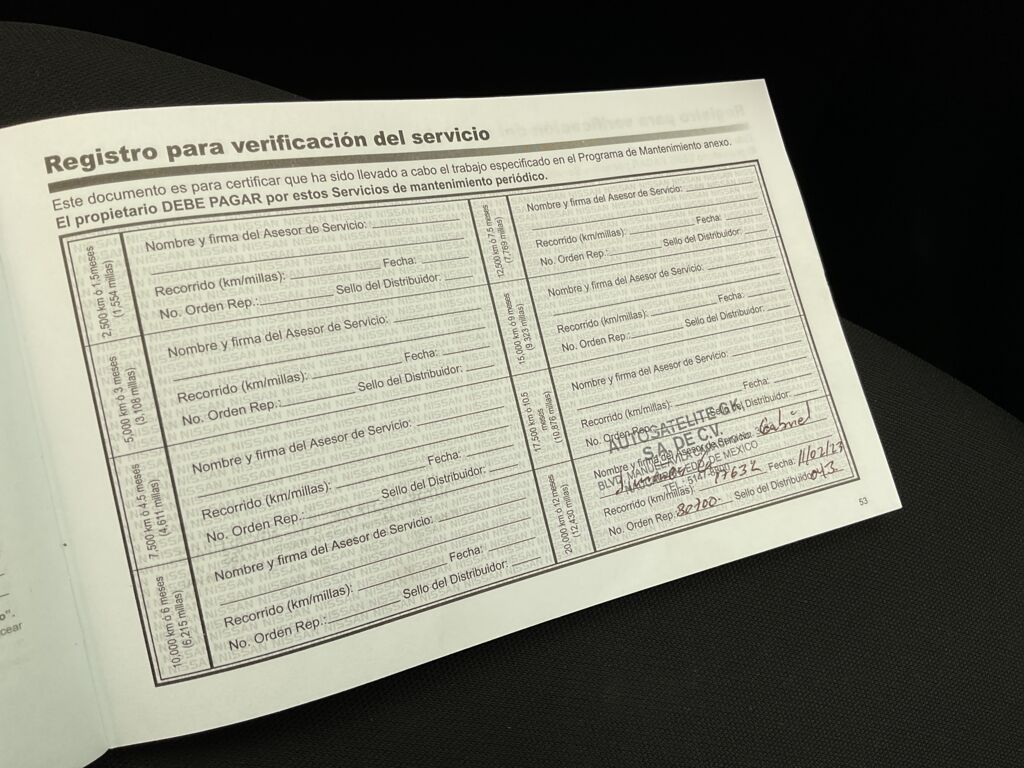 Registro para verificación del servicio
Este documento es para certificar que ha sido llevado a cabo el trabajo especificado en el Programa de Mantenimiento anexo.
El propietario DEBE PAGAR por estos Servicios de mantenimiento periódico.
2,500 km ó 1.5meses
(1,554 millas)
Nombre y firma del Asesor de Servicio:
Recorrido (km/millas): Fecha:
No. Orden Rep.: Sello del Distribuidor:
5,000 km ó 3 meses
(3,108 millas)
Nombre y firma del Asesor de Servicio:
Recorrido (km/millas): Fecha:
No. Orden Rep.: Sello del Distribuidor:
7,500 km ó 4.5 meses
(4,611 millas)
Nombre y firma del Asesor de Servicio:
Recorrido (km/millas): Fecha:
No. Orden Rep.: Sello del Distribuidor:
10,000 km ó 6 meses
(6,215 millas)
Nombre y firma del Asesor de Servicio:
Recorrido (km/millas): Fecha:
No. Orden Rep.: Sello del Distribuidor:
12,500 km ó 7.5 meses
(7,769 millas)
Nombre y firma del Asesor de Servicio:
Recorrido (km/millas): Fecha:
No. Orden Rep.: Sello del Distribuidor:
15,000 km ó 9 meses
(9,323 millas)
Nombre y firma del Asesor de Servicio:
Recorrido (km/millas): Fecha:
No. Orden Rep.: Sello del Distribuidor:
17,500 km ó 10.5
meses
(10,876 millas)
Nombre y firma del Asesor de Servicio:
Recorrido (km/millas): Fecha:
No. Orden Rep.: Sello del Distribuidor:
AUTOSATELITE GK,
S.A. DE C.V.
20,000 km ó 12 meses
(12,430 millas)
Nombre y firma del Asesor de Servicio: Gabriel
BLVD. MANUEL AVILA
DE MEXICO
Recorrido (km/millas): 17632 Fecha: 11/02/23
No. Orden Rep: 80700 Sello del Distribuidor:
53
o".
cear